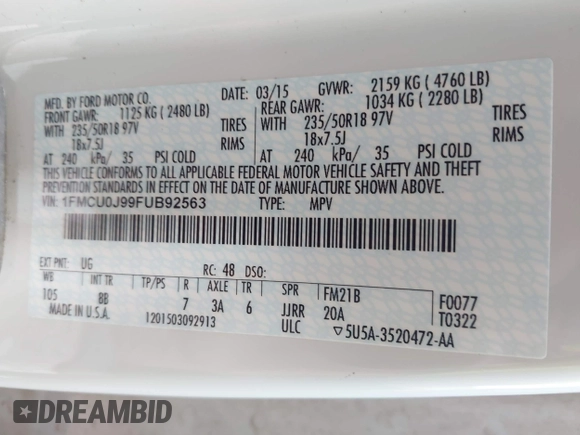 MFD. BY FORD MOTOR CO.
DATE: 03/15 GVWR: 2159 KG ( 4760 LB)
FRONT GAWR: 1125 KG ( 2480 LB)
REAR GAWR: 1034 KG ( 2280 LB)
WITH 235/50R18 97V TIRES
WITH 235/50R18 97V TIRES
18x7.5J RIMS
18x7.5J RIMS
AT 240 kPa/ 35 PSI COLD
AT 240 kPa/ 35 PSI COLD
THIS VEHICLE CONFORMS TO ALL APPLICABLE FEDERAL MOTOR VEHICLE SAFETY AND THEFT
PREVENTION STANDARDS IN EFFECT ON THE DATE OF MANUFACTURE SHOWN ABOVE.
VIN: 1FMCU0J99FUB92563 TYPE: MPV
EXT PNT: UG RC: 48 DSO:
WB INT TR TP/PS R AXLE TR SPR FM21B F0077
105 BB 7 3A 6 JJRR 20A T0322
MADE IN U.S.A. 1201503092913 ULC ▽5U5A-3520472-AA
DREAMBID